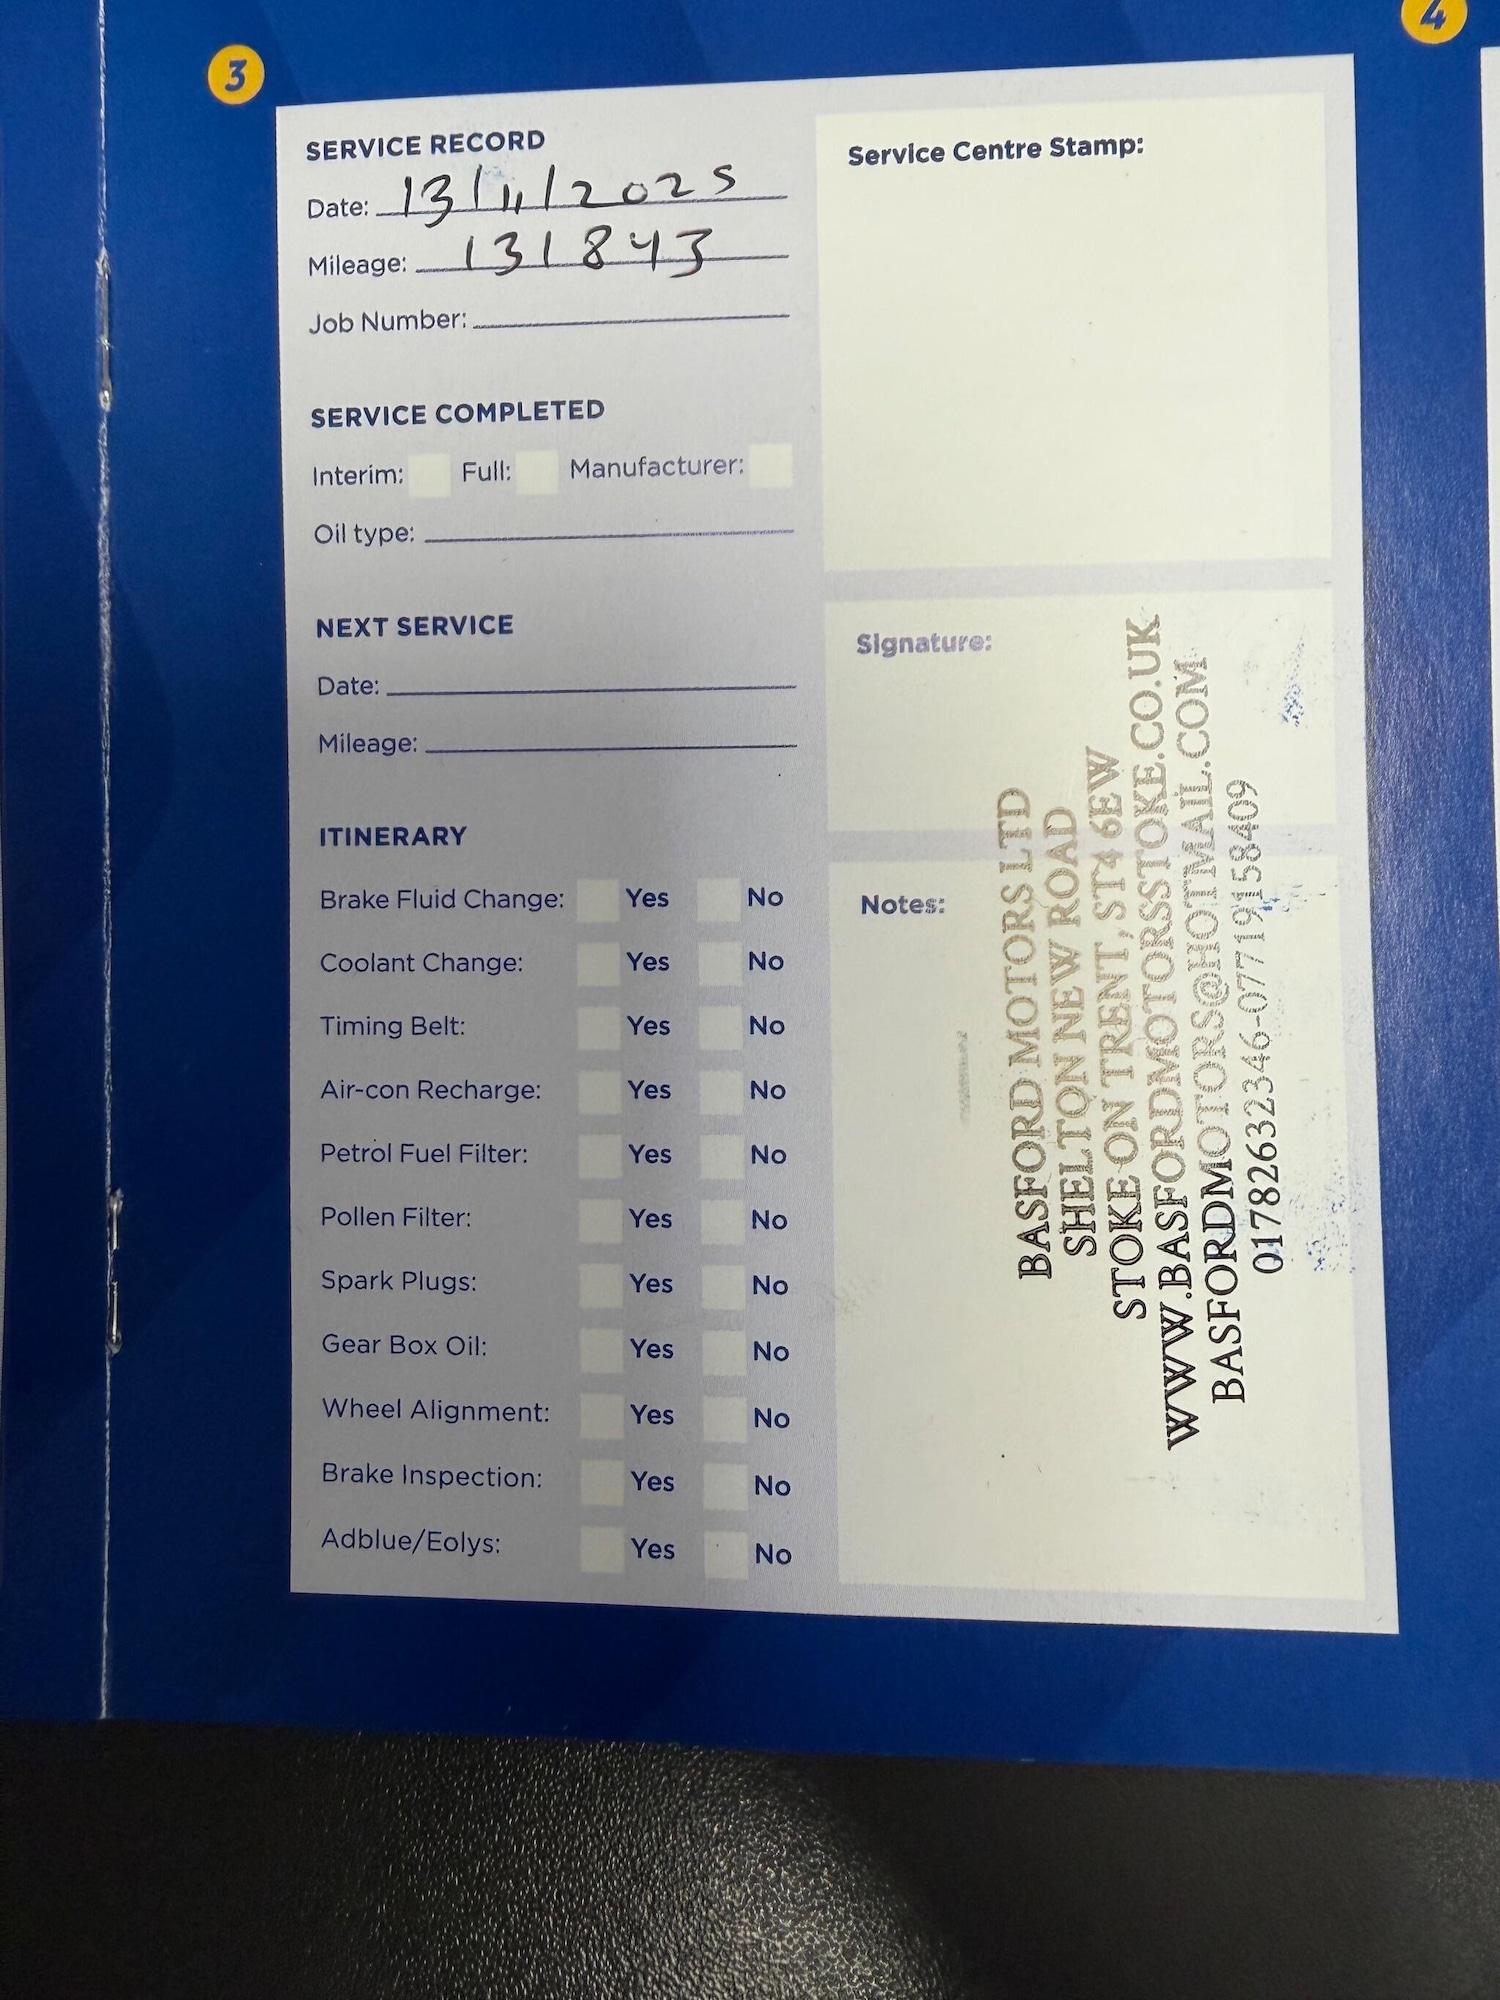 3
4
SERVICE RECORD
Date: 13/11/2025
Mileage: 131843
Job Number:
SERVICE COMPLETED
Interim: Full: Manufacturer:
Oil type:
NEXT SERVICE
Date:
Mileage:
ITINERARY
Brake Fluid Change: Yes No
Coolant Change: Yes No
Timing Belt: Yes No
Air-con Recharge: Yes No
Petrol Fuel Filter: Yes No
Pollen Filter: Yes No
Spark Plugs: Yes No
Gear Box Oil: Yes No
Wheel Alignment: Yes No
Brake Inspection: Yes No
Adblue/Eolys: Yes No
Service Centre Stamp:
Signature:
Notes:
BASFORD MOTORS LTD
SHELTON NEW ROAD
STOKE ON TRENT, ST4 6EW
WWW.BASFORDMOTORSSTOKE.CO.UK
BASFORDMOTORS@HOTMAIL.COM
01782632346-07719158409